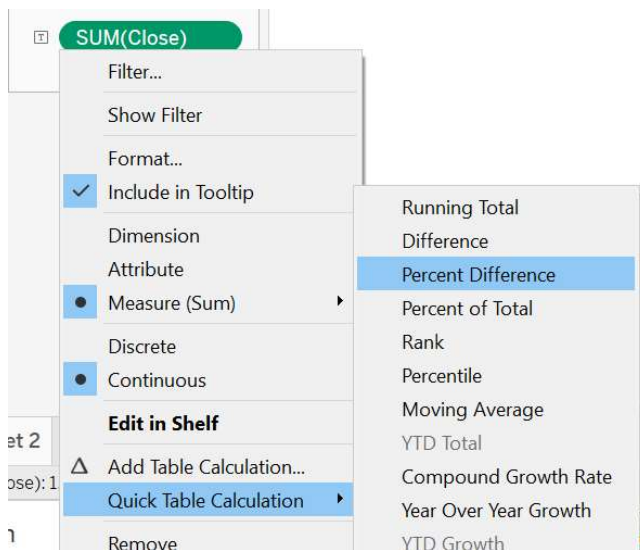 T SUM(Close)
Filter...
Show Filter
Format...
Include in Tooltip
Dimension
Attribute
Measure (Sum)
Discrete
Continuous
Edit in Shelf
Add Table Calculation...
Quick Table Calculation
Remove
Running Total
Difference
Percent Difference
Percent of Total
Rank
Percentile
Moving Average
YTD Total
Compound Growth Rate
Year Over Year Growth
YTD Growth
et 2
ose): 1